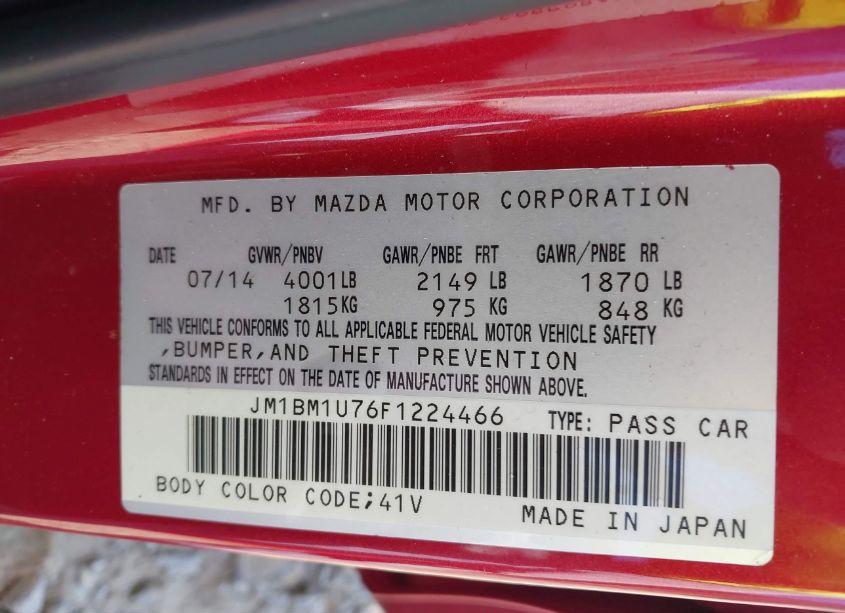 MFD. BY MAZDA MOTOR CORPORATION
DATE GVWR/PNBV GAWR/PNBE FRT GAWR/PNBE RR
07/14 4001LB 2149 LB 1870 LB
1815KG 975 KG 848 KG
THIS VEHICLE CONFORMS TO ALL APPLICABLE FEDERAL MOTOR VEHICLE SAFETY
,BUMPER,AND THEFT PREVENTION
STANDARDS IN EFFECT ON THE DATE OF MANUFACTURE SHOWN ABOVE.
JM1BM1U76F1224466 TYPE: PASS CAR
BODY COLOR CODE;41V
MADE IN JAPAN